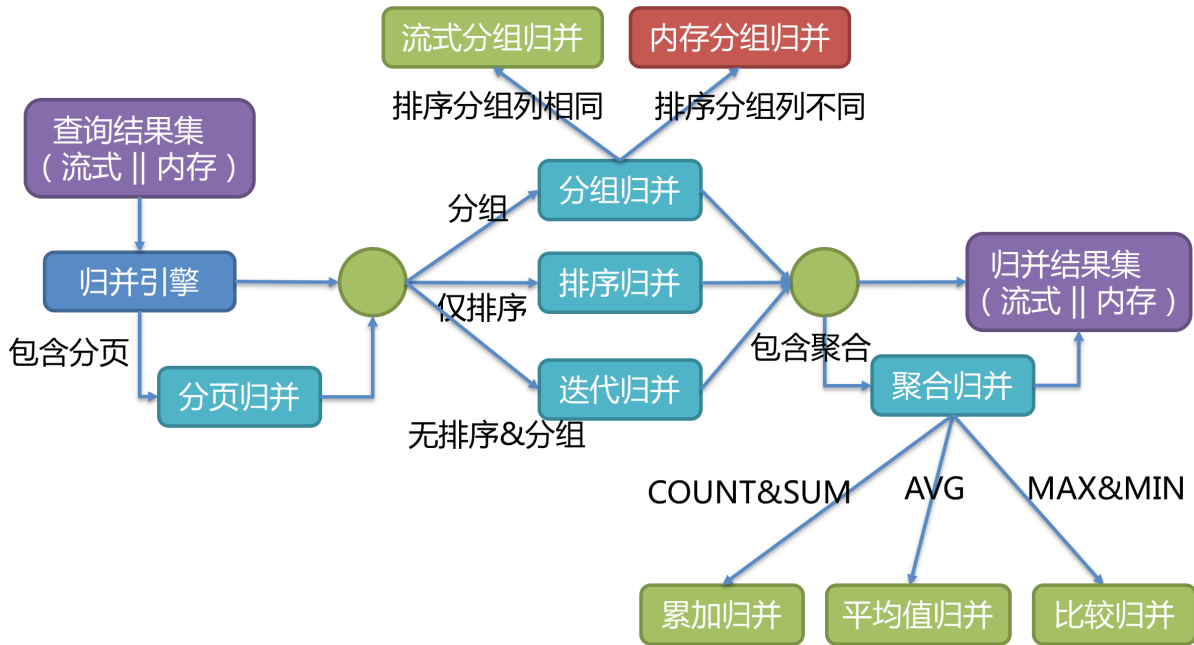 流式分组归并
内存分组归并
排序分组列相同
排序分组列不同
查询结果集
（ 流式 || 内存 ）
分组归并
分组
归并引擎
排序归并
仅排序
归并结果集
（ 流式 || 内存 ）
包含分页
包含聚合
分页归并
迭代归并
聚合归并
无排序&分组
COUNT&SUM
AVG
MAX&MIN
累加归并
平均值归并
比较归并